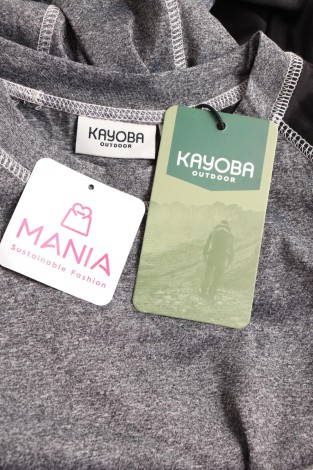 KAYOBA
OUTDOOR
KAYOBA
OUTDOOR
MANIA
Sustainable Fashion